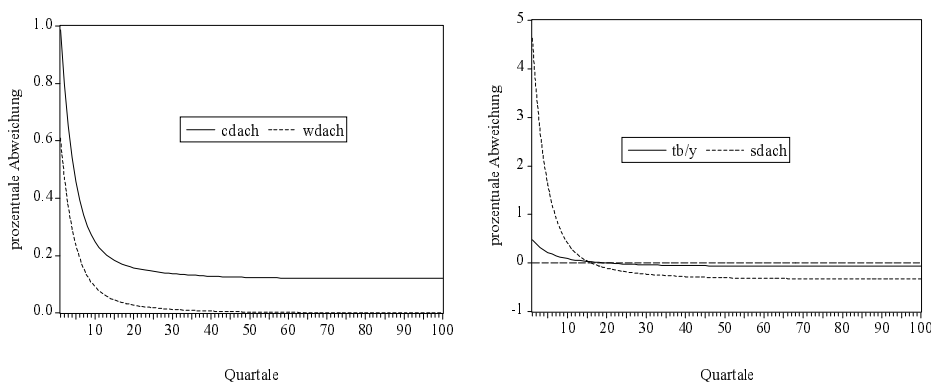 prozentuale Abweichung
1.0
0.8
0.6
0.4
0.2
0.0
cdach wdach
10 20 30 40 50 60 70 80 90 100
Quartale
prozentuale Abweichung
5
4
3
2
1
0
-1
tb/y sdach
10 20 30 40 50 60 70 80 90 100
Quartale